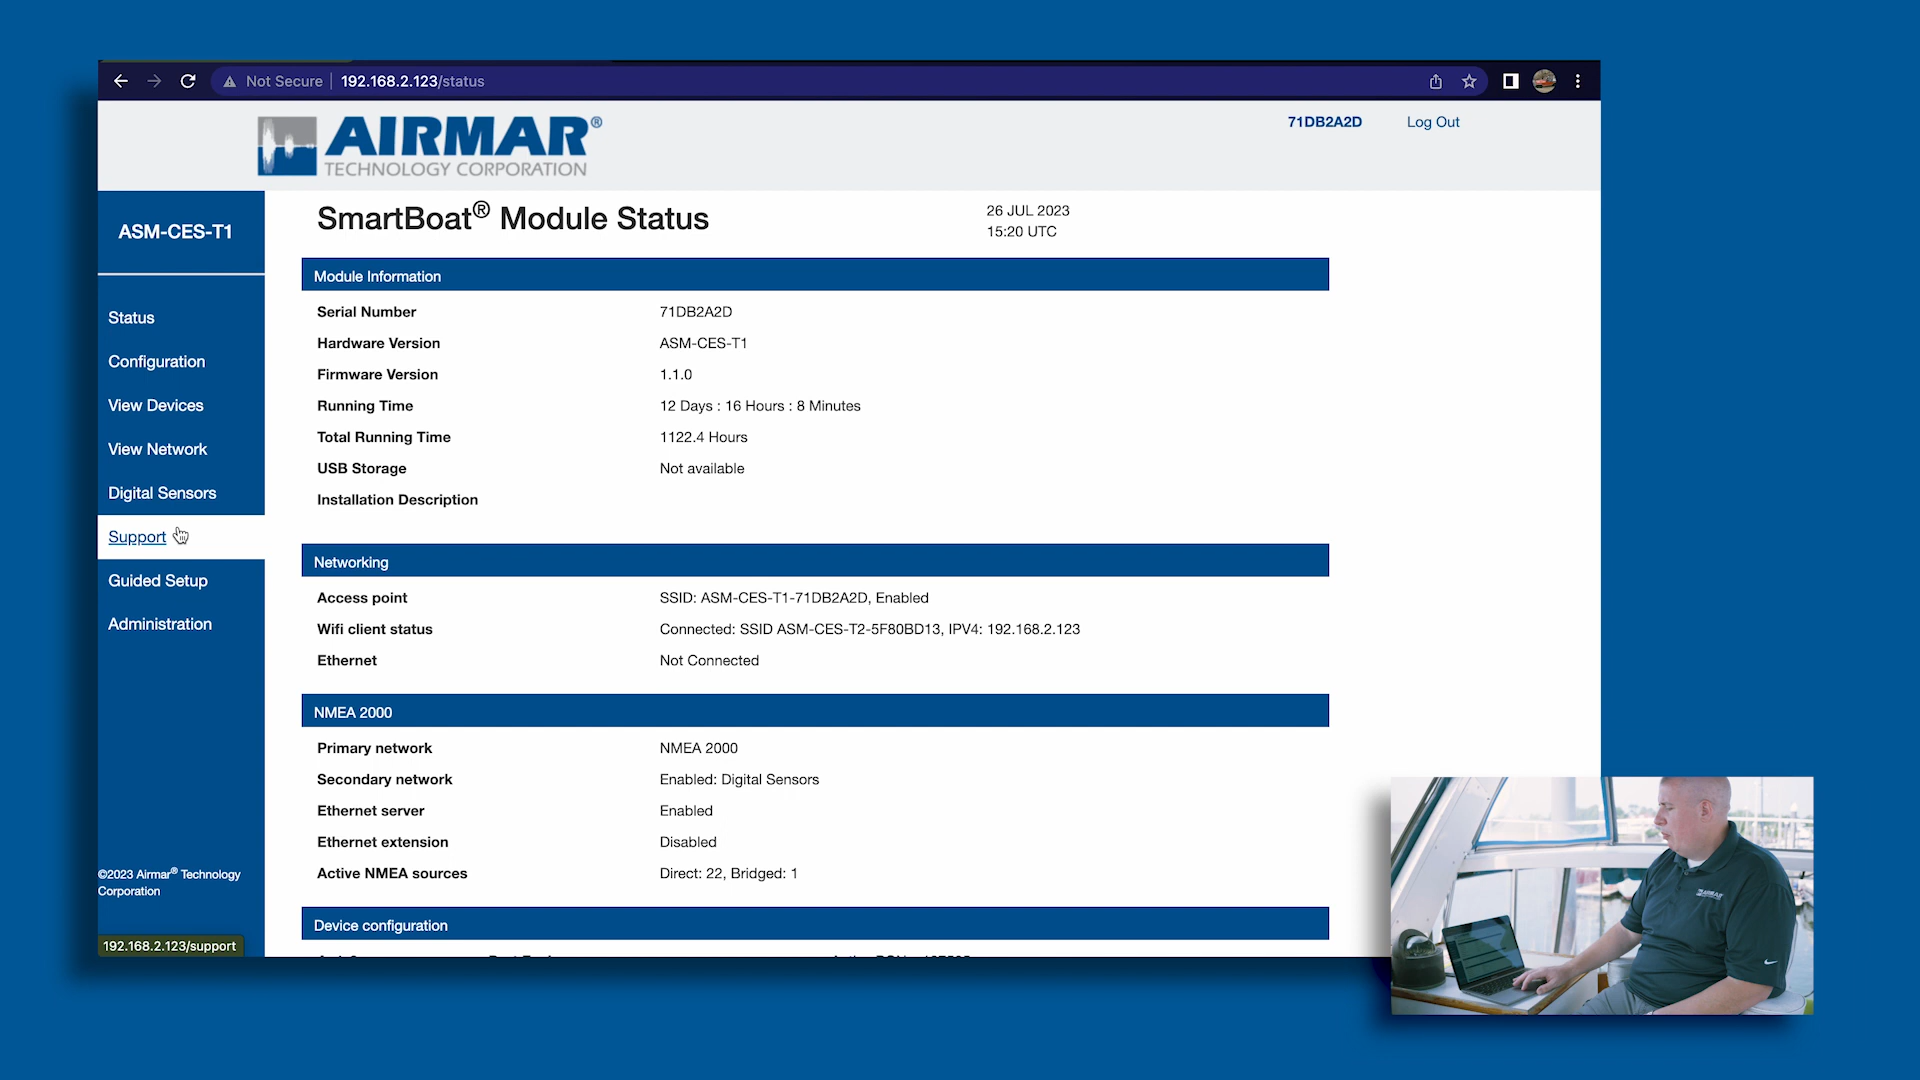 Not Secure | 192.168.2.123/status
AIRMAR®
TECHNOLOGY CORPORATION
71DB2A2D Log Out
ASM-CES-T1
Status
Configuration
View Devices
View Network
Digital Sensors
Support
Guided Setup
Administration
©2023 Airmar® Technology
Corporation
192.168.2.123/support
SmartBoat® Module Status
26 JUL 2023
15:20 UTC
Module Information
Serial Number 71DB2A2D
Hardware Version ASM-CES-T1
Firmware Version 1.1.0
Running Time 12 Days : 16 Hours : 8 Minutes
Total Running Time 1122.4 Hours
USB Storage Not available
Installation Description
Networking
Access point SSID: ASM-CES-T1-71DB2A2D, Enabled
Wifi client status Connected: SSID ASM-CES-T2-5F80BD13, IPV4: 192.168.2.123
Ethernet Not Connected
NMEA 2000
Primary network NMEA 2000
Secondary network Enabled: Digital Sensors
Ethernet server Enabled
Ethernet extension Disabled
Active NMEA sources Direct: 22, Bridged: 1
Device configuration
AIRMAR